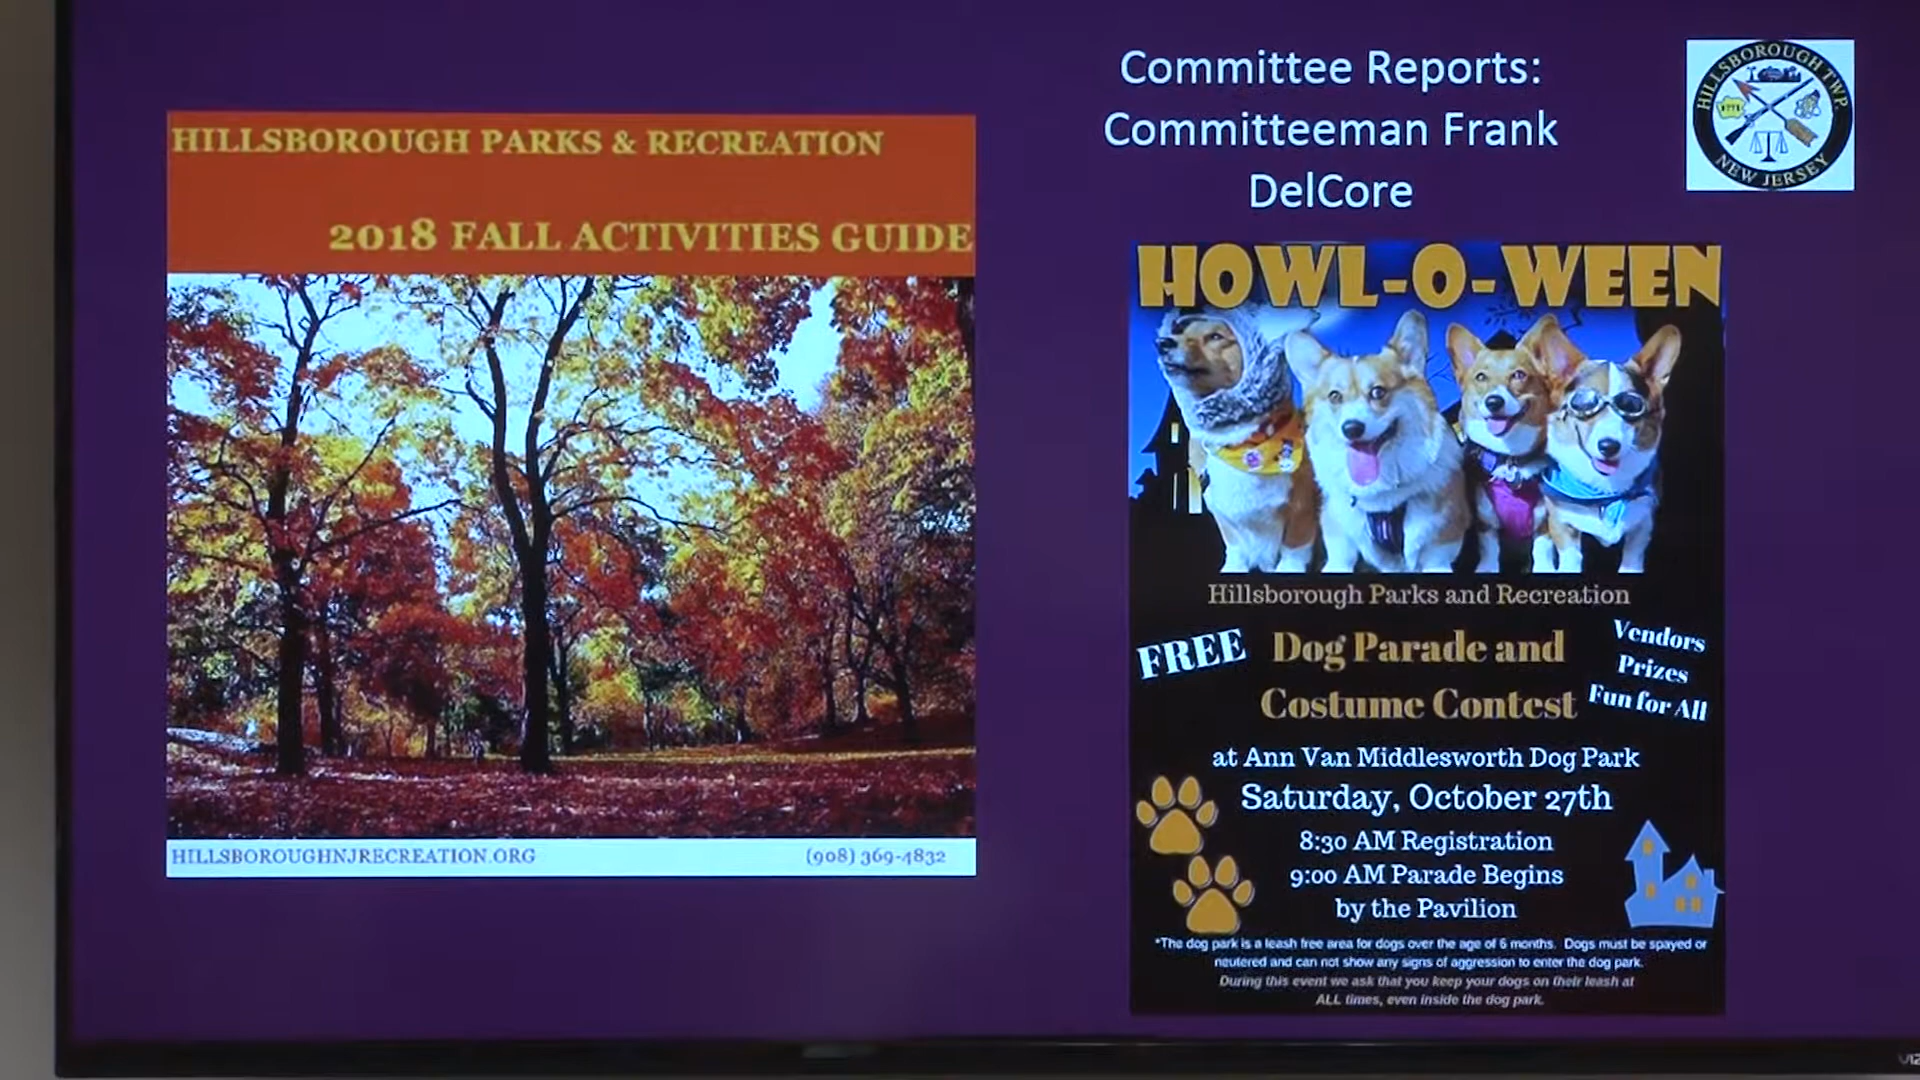 Committee Reports:
Committeeman Frank
DelCore
HILLSBOROUGH TWP.
NEW JERSEY
HILLSBOROUGH PARKS & RECREATION
2018 FALL ACTIVITIES GUIDE
HILLSBOROUGHNJRECREATION.ORG
(908) 369-4832
HOWL-O-WEEN
Hillsborough Parks and Recreation
FREE
Dog Parade and
Costume Contest
Vendors
Prizes
Fun for All
at Ann Van Middlesworth Dog Park
Saturday, October 27th
8:30 AM Registration
9:00 AM Parade Begins
by the Pavilion
*The dog park is a leash free area for dogs over the age of 6 months. Dogs must be spayed or
neutered and can not show any signs of aggression to enter the dog park.
During this event we ask that you keep your dogs on their leash at
ALL times, even inside the dog park.